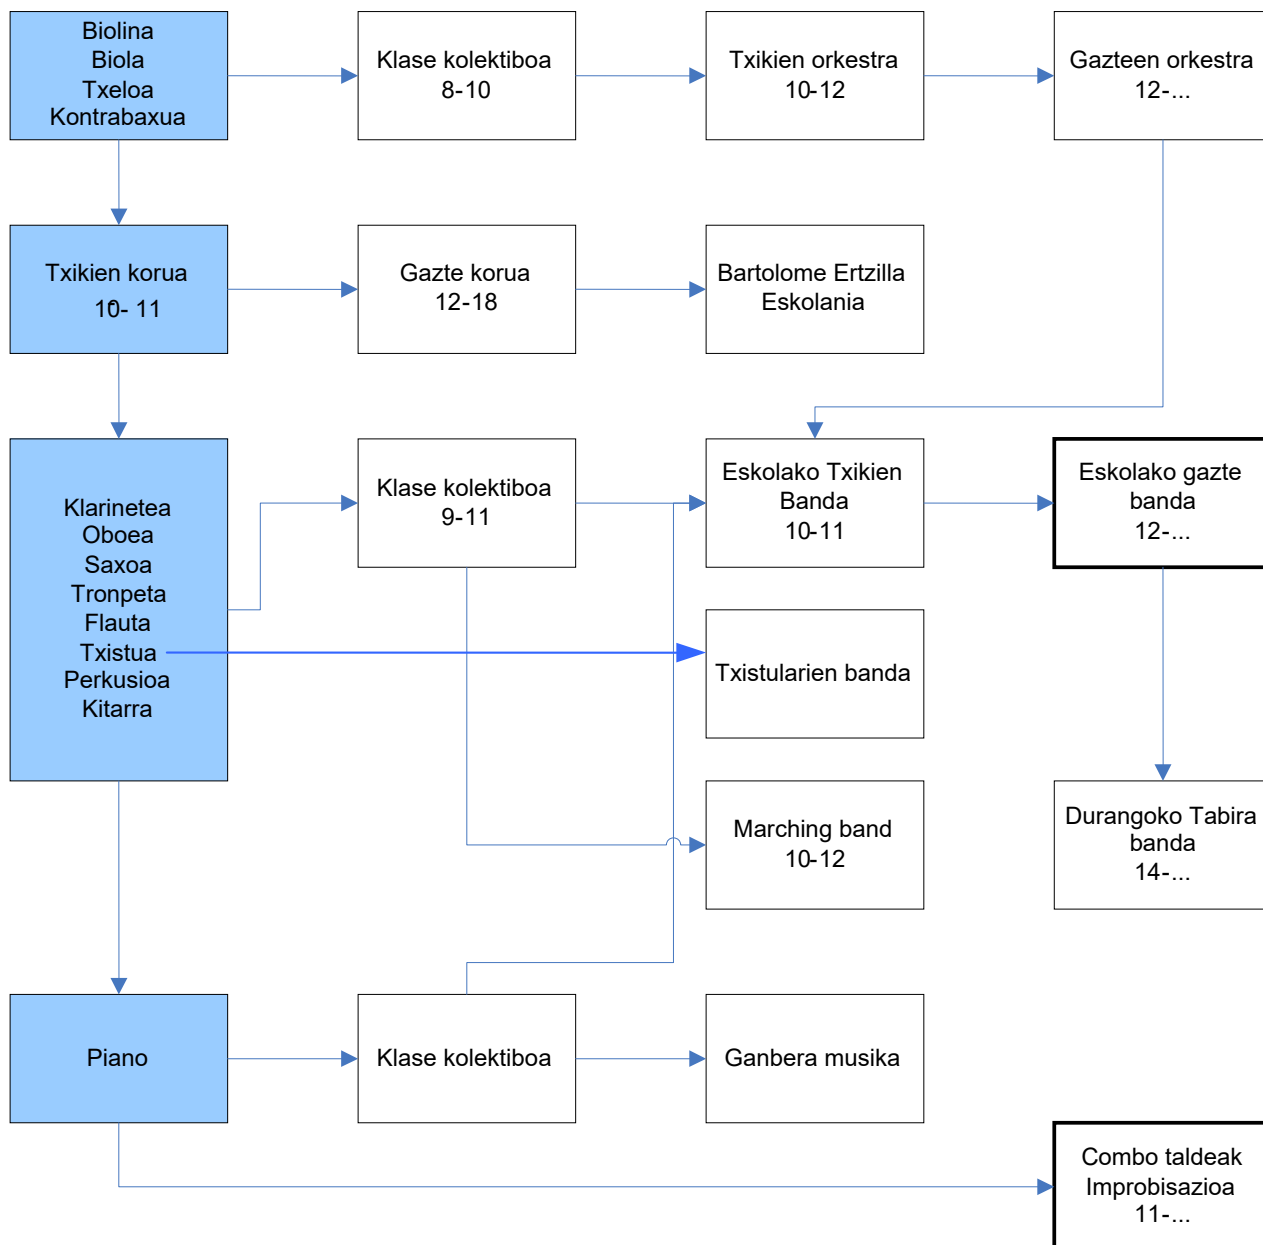 Biolina
Biola
Txeloa
Kontrabaxua
Klase kolektiboa
8-10
Txikien orkestra
10-12
Gazteen orkestra
12-...
Txikien korua
10- 11
Gazte korua
12-18
Bartolome Ertzilla
Eskolania
Klarinetea
Oboea
Saxoa
Tronpeta
Flauta
Txistua
Perkusioa
Kitarra
Klase kolektiboa
9-11
Eskolako Txikien
Banda
10-11
Eskolako gazte
banda
12-...
Txistularien banda
Marching band
10-12
Durangoko Tabira
banda
14-...
Piano
Klase kolektiboa
Ganbera musika
Combo taldeak
Improbisazioa
11-...